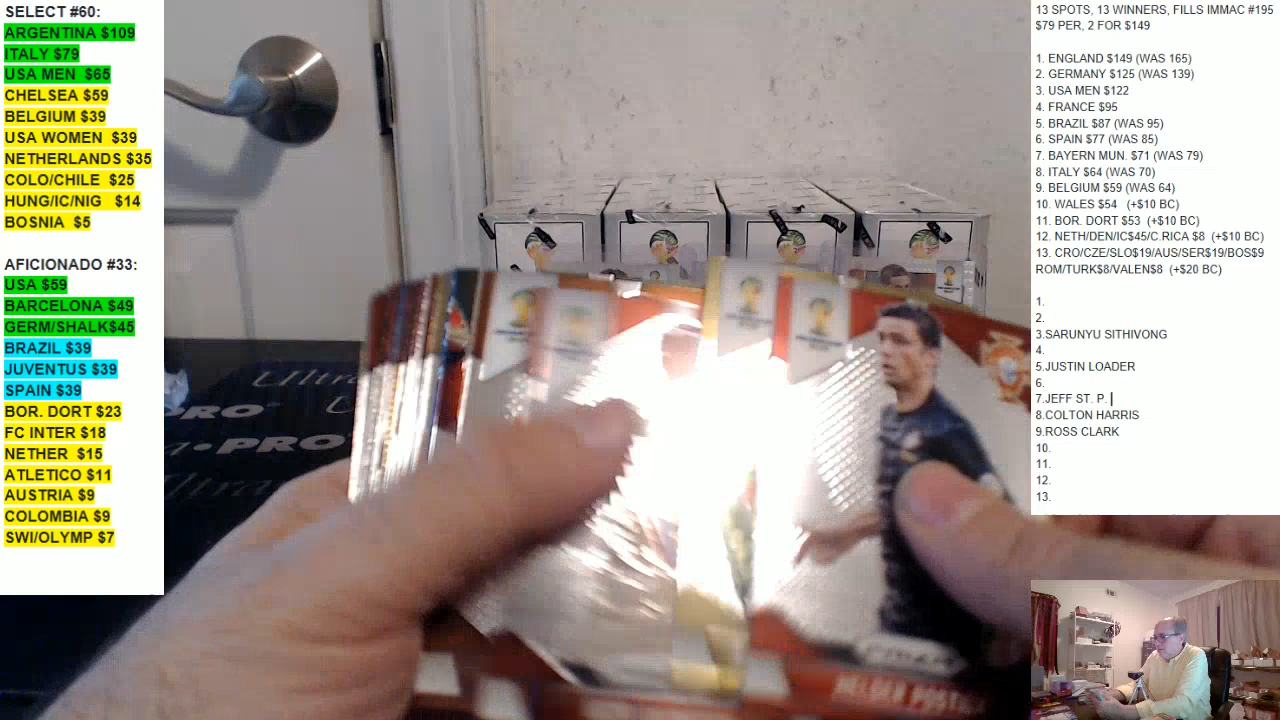 SELECT #60:
ARGENTINA $109
ITALY $79
USA MEN $65
CHELSEA $59
BELGIUM $39
USA WOMEN $39
NETHERLANDS $35
COLO/CHILE $25
HUNG/IC/NIG $14
BOSNIA $5
AFICIONADO #33:
USA $59
BARCELONA $49
GERM/SHALK$45
BRAZIL $39
JUVENTUS $39
SPAIN $39
BOR. DORT $23
FC INTER $18
NETHER $15
ATLETICO $11
AUSTRIA $9
COLOMBIA $9
SWI/OLYMP $7
13 SPOTS, 13 WINNERS, FILLS IMMAC #195
$79 PER, 2 FOR $149
1. ENGLAND $149 (WAS 165)
2. GERMANY $125 (WAS 139)
3. USA MEN $122
4. FRANCE $95
5. BRAZIL $87 (WAS 95)
6. SPAIN $77 (WAS 85)
7. BAYERN MUN. $71 (WAS 79)
8. ITALY $64 (WAS 70)
9. BELGIUM $59 (WAS 64)
10. WALES $54 (+$10 BC)
11. BOR. DORT $53 (+$10 BC)
12. NETH/DEN/IC$45/C.RICA $8 (+$10 BC)
13. CRO/CZE/SLO$19/AUS/SER$19/BOS$9
ROM/TURK$8/VALEN$8 (+$20 BC)
1.
2.
3.SARUNYU SITHIVONG
4.
5.JUSTIN LOADER
6.
7.JEFF ST. P.
8.COLTON HARRIS
9.ROSS CLARK
10.
11.
12.
13.
Ultra
PRO
PRO
Ultra
HELDER